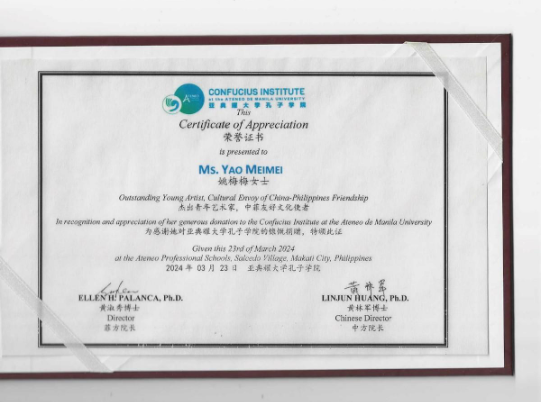 CONFUCIUS INSTITUTE
at the ATENEO DE MANILA UNIVERSITY
亚典耀大学孔子学院
This
Certificate of Appreciation
荣誉证书
is presented to
MS. YAO MEIMEI
姚梅梅女士
Outstanding Young Artist, Cultural Envoy of China-Philippines Friendship
杰出青年艺术家，中菲友好文化使者
In recognition and appreciation of her generous donation to the Confucius Institute at the Ateneo de Manila University
为感谢她对亚典耀大学孔子学院的慷慨捐赠，特颁此证
Given this 23rd of March 2024
at the Ateneo Professional Schools, Salcedo Village, Makati City, Philippines
2024 年 03 月 23 日 亚典耀大学孔子学院
ELLEN H. PALANCA, Ph.D.
黄淑秀博士
Director
菲方院长
黄林军
LINJUN HUANG, Ph.D.
黄林军博士
Chinese Director
中方院长